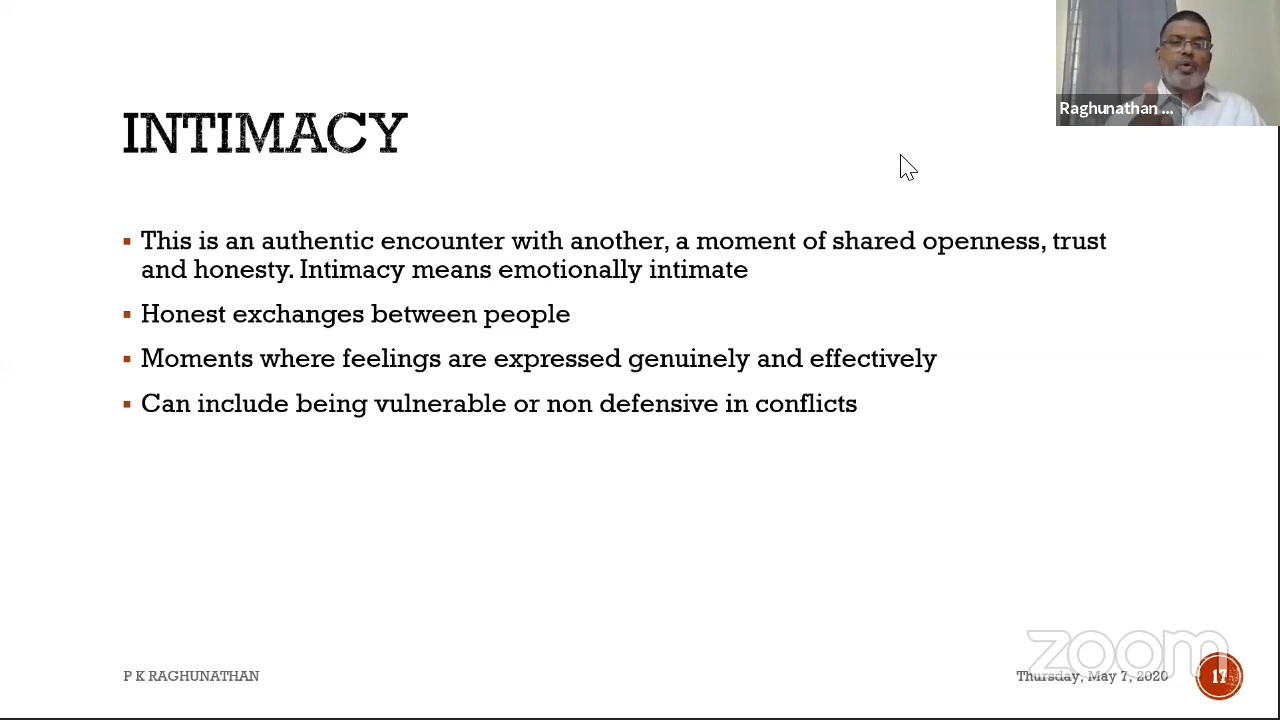 Raghunathan ...
INTIMACY
▪ This is an authentic encounter with another, a moment of shared openness, trust
and honesty. Intimacy means emotionally intimate
▪ Honest exchanges between people
▪ Moments where feelings are expressed genuinely and effectively
▪ Can include being vulnerable or non defensive in conflicts
zoom
P K RAGHUNATHAN
Thursday, May 7, 2020
17